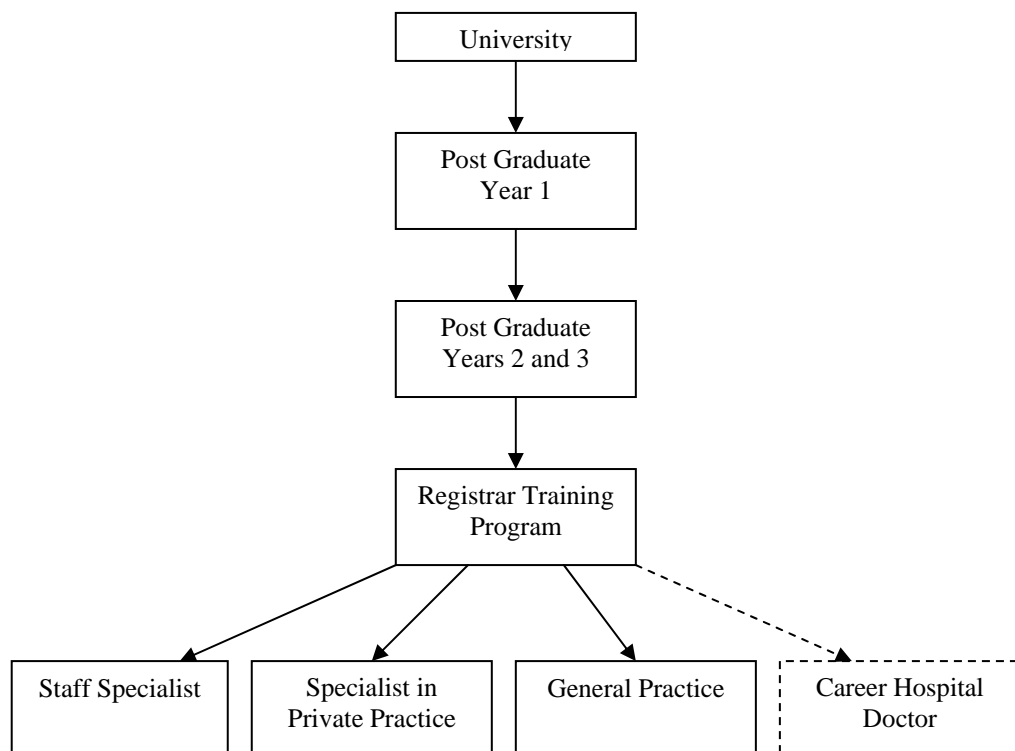 University
Post Graduate
Year 1
Post Graduate
Years 2 and 3
Registrar Training
Program
Staff Specialist
Specialist in
Private Practice
General Practice
Career Hospital
Doctor